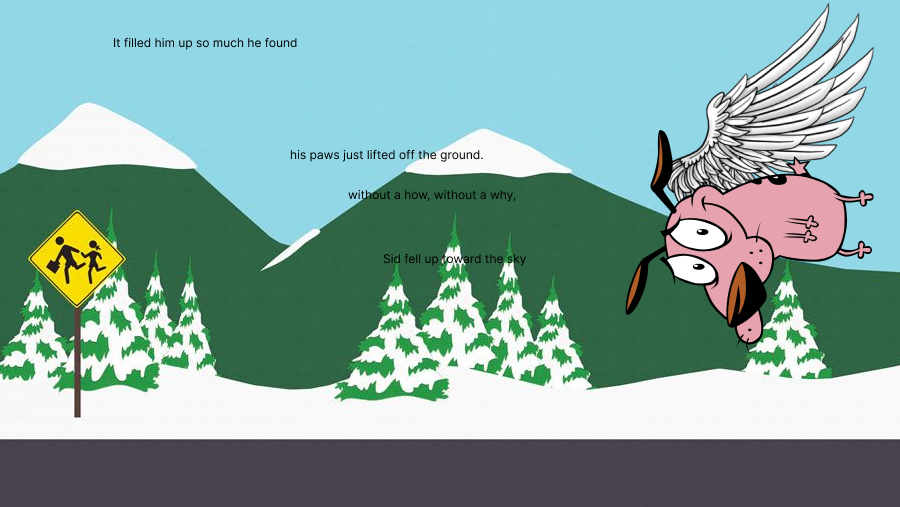 It filled him up so much he found
his paws just lifted off the ground.
without a how, without a why,
Sid fell up toward the sky